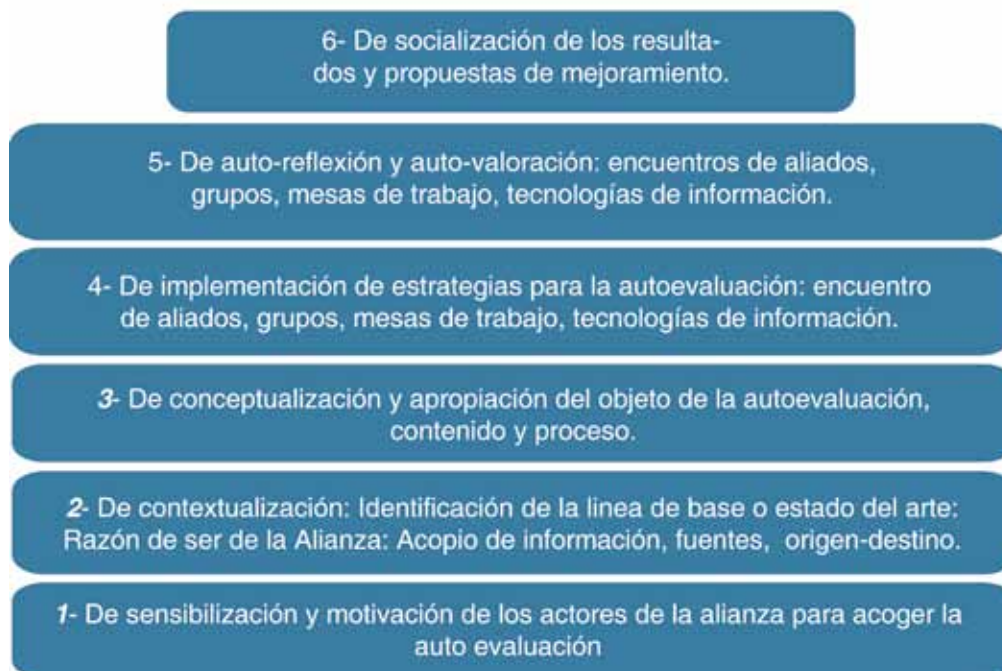 6- De socialización de los resulta-
dos y propuestas de mejoramiento.
5- De auto-reflexión y auto-valoración: encuentros de aliados,
grupos, mesas de trabajo, tecnologías de información.
4- De implementación de estrategias para la autoevaluación: encuentro
de aliados, grupos, mesas de trabajo, tecnologías de información.
3- De conceptualización y apropiación del objeto de la autoevaluación,
contenido y proceso.
2- De contextualización: Identificación de la linea de base o estado del arte:
Razón de ser de la Alianza: Acopio de información, fuentes, origen-destino.
1- De sensibilización y motivación de los actores de la alianza para acoger la
auto evaluación